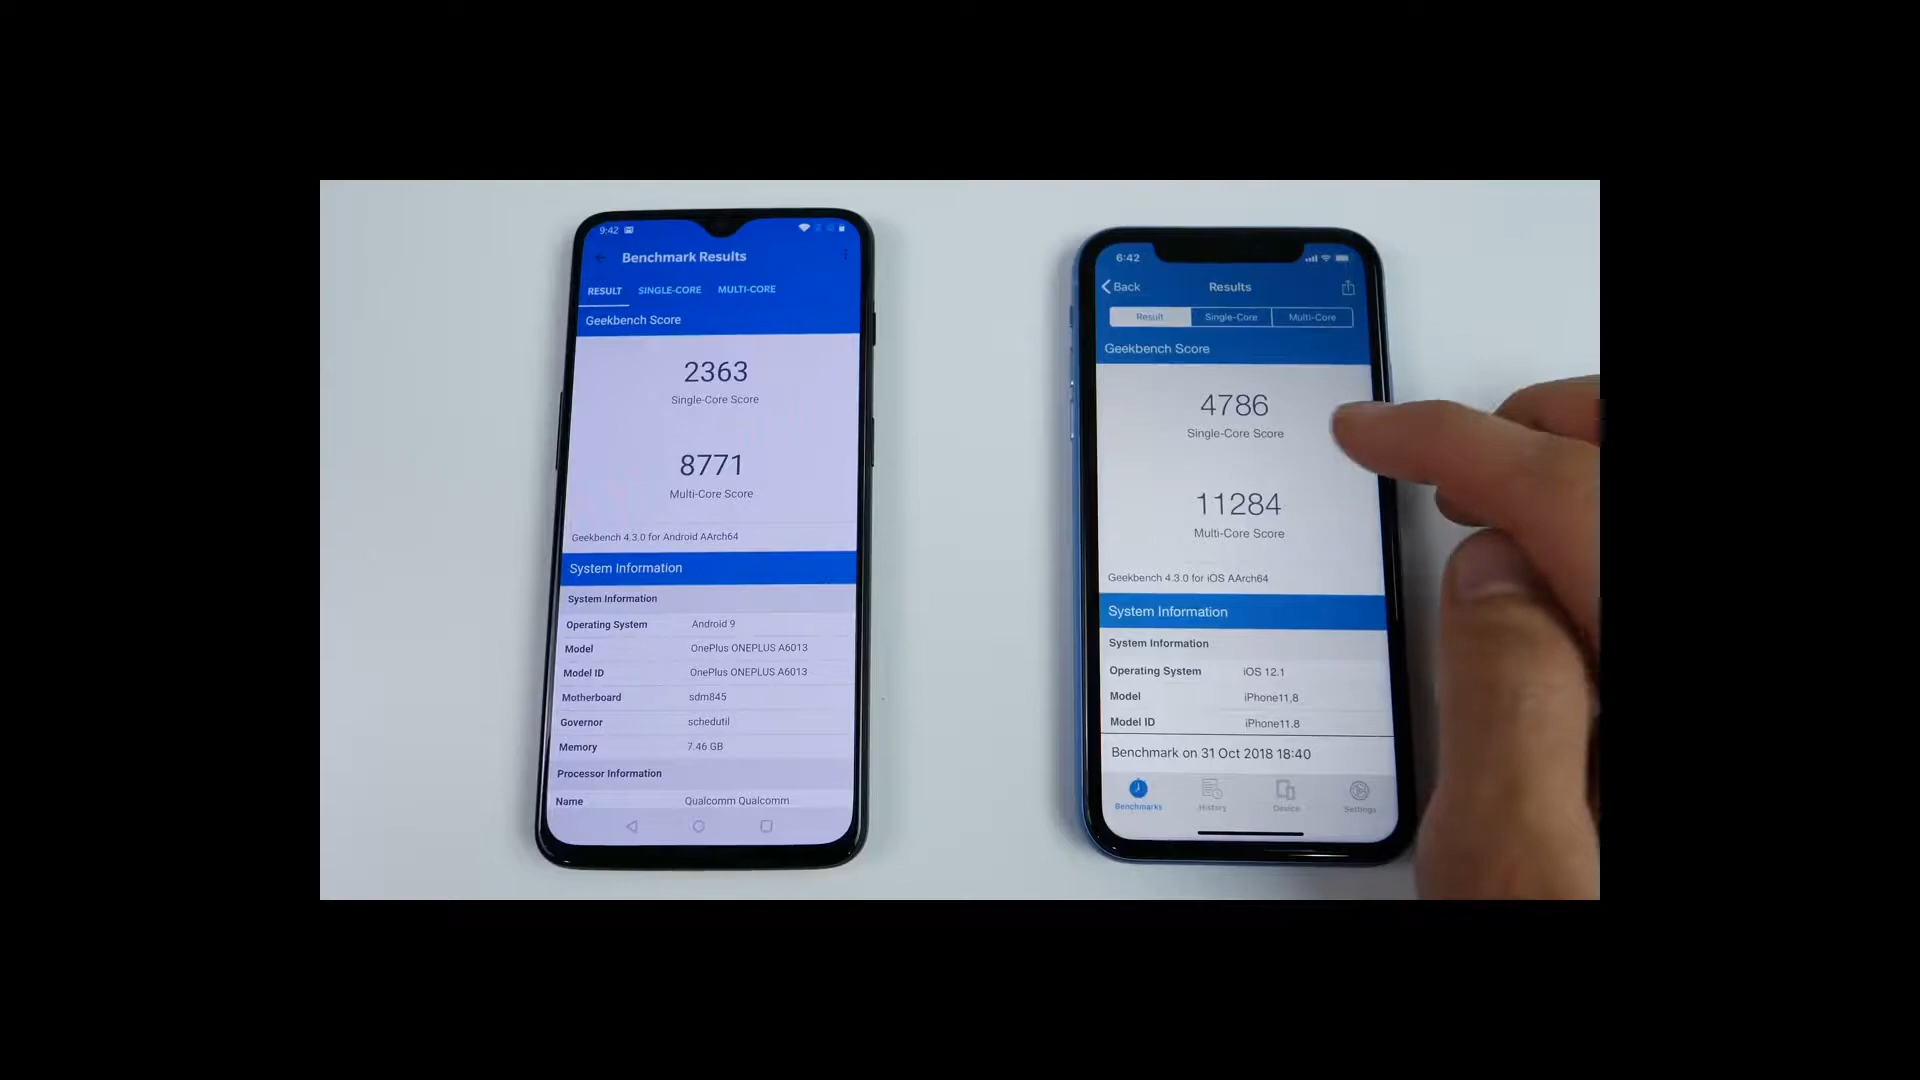 9:42
Benchmark Results
RESULT SINGLE-CORE MULTI-CORE
Geekbench Score
2363
Single-Core Score
8771
Multi-Core Score
Geekbench 4.3.0 for Android AArch64
System Information
System Information
Operating System Android 9
Model OnePlus ONEPLUS A6013
Model ID OnePlus ONEPLUS A6013
Motherboard sdm845
Governor schedutil
Memory 7.46 GB
Processor Information
Name Qualcomm Qualcomm
6:42
Back Results
Result Single-Core Multi-Core
Geekbench Score
4786
Single-Core Score
11284
Multi-Core Score
Geekbench 4.3.0 for iOS AArch64
System Information
System Information
Operating System iOS 12.1
Model iPhone11,8
Model ID iPhone11,8
Benchmark on 31 Oct 2018 18:40
Benchmarks History Device Settings